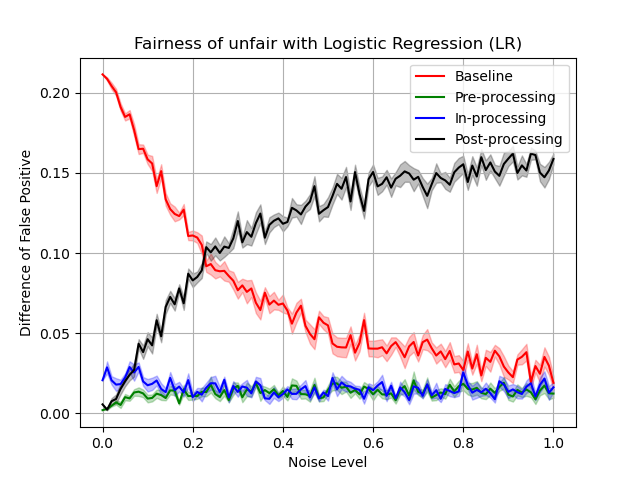 Fairness of unfair with Logistic Regression (LR)
Baseline
Pre-processing
In-processing
Post-processing
Difference of False Positive
0.20
0.15
0.10
0.05
0.00
0.0 0.2 0.4 0.6 0.8 1.0
Noise Level